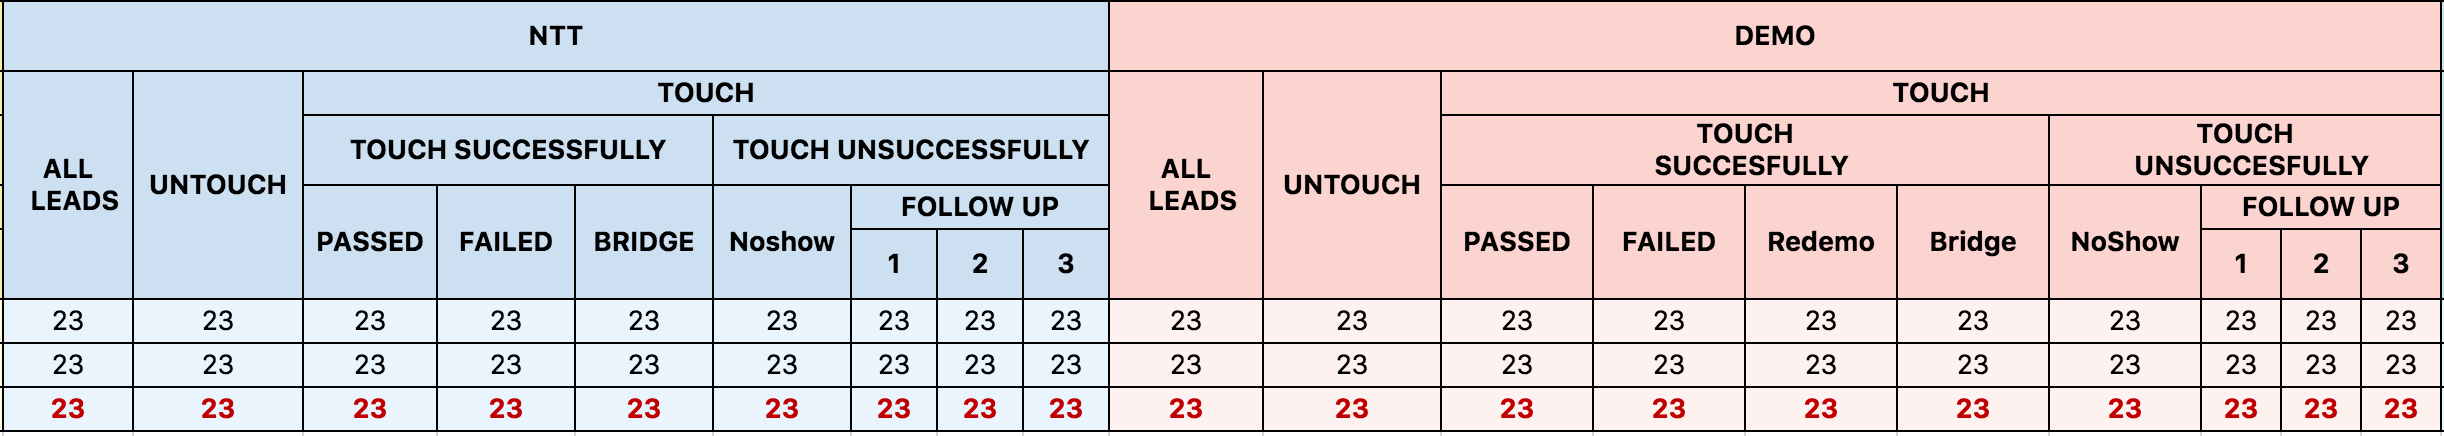 NTT DEMO
TOUCH TOUCH
ALL LEADS UNTOUCH TOUCH SUCCESSFULLY TOUCH UNSUCCESSFULLY ALL LEADS UNTOUCH TOUCH SUCCESFULLY TOUCH UNSUCCESFULLY
FOLLOW UP FOLLOW UP
PASSED FAILED BRIDGE Noshow 1 2 3 PASSED FAILED Redemo Bridge NoShow 1 2 3
23 23 23 23 23 23 23 23 23 23 23 23 23 23 23 23 23 23 23
23 23 23 23 23 23 23 23 23 23 23 23 23 23 23 23 23 23 23
23 23 23 23 23 23 23 23 23 23 23 23 23 23 23 23 23 23 23